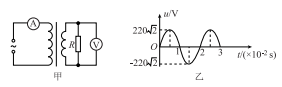 A
R
V
甲
u/V
220√2
O
1
2
3
t/(×10⁻² s)
-220√2
乙